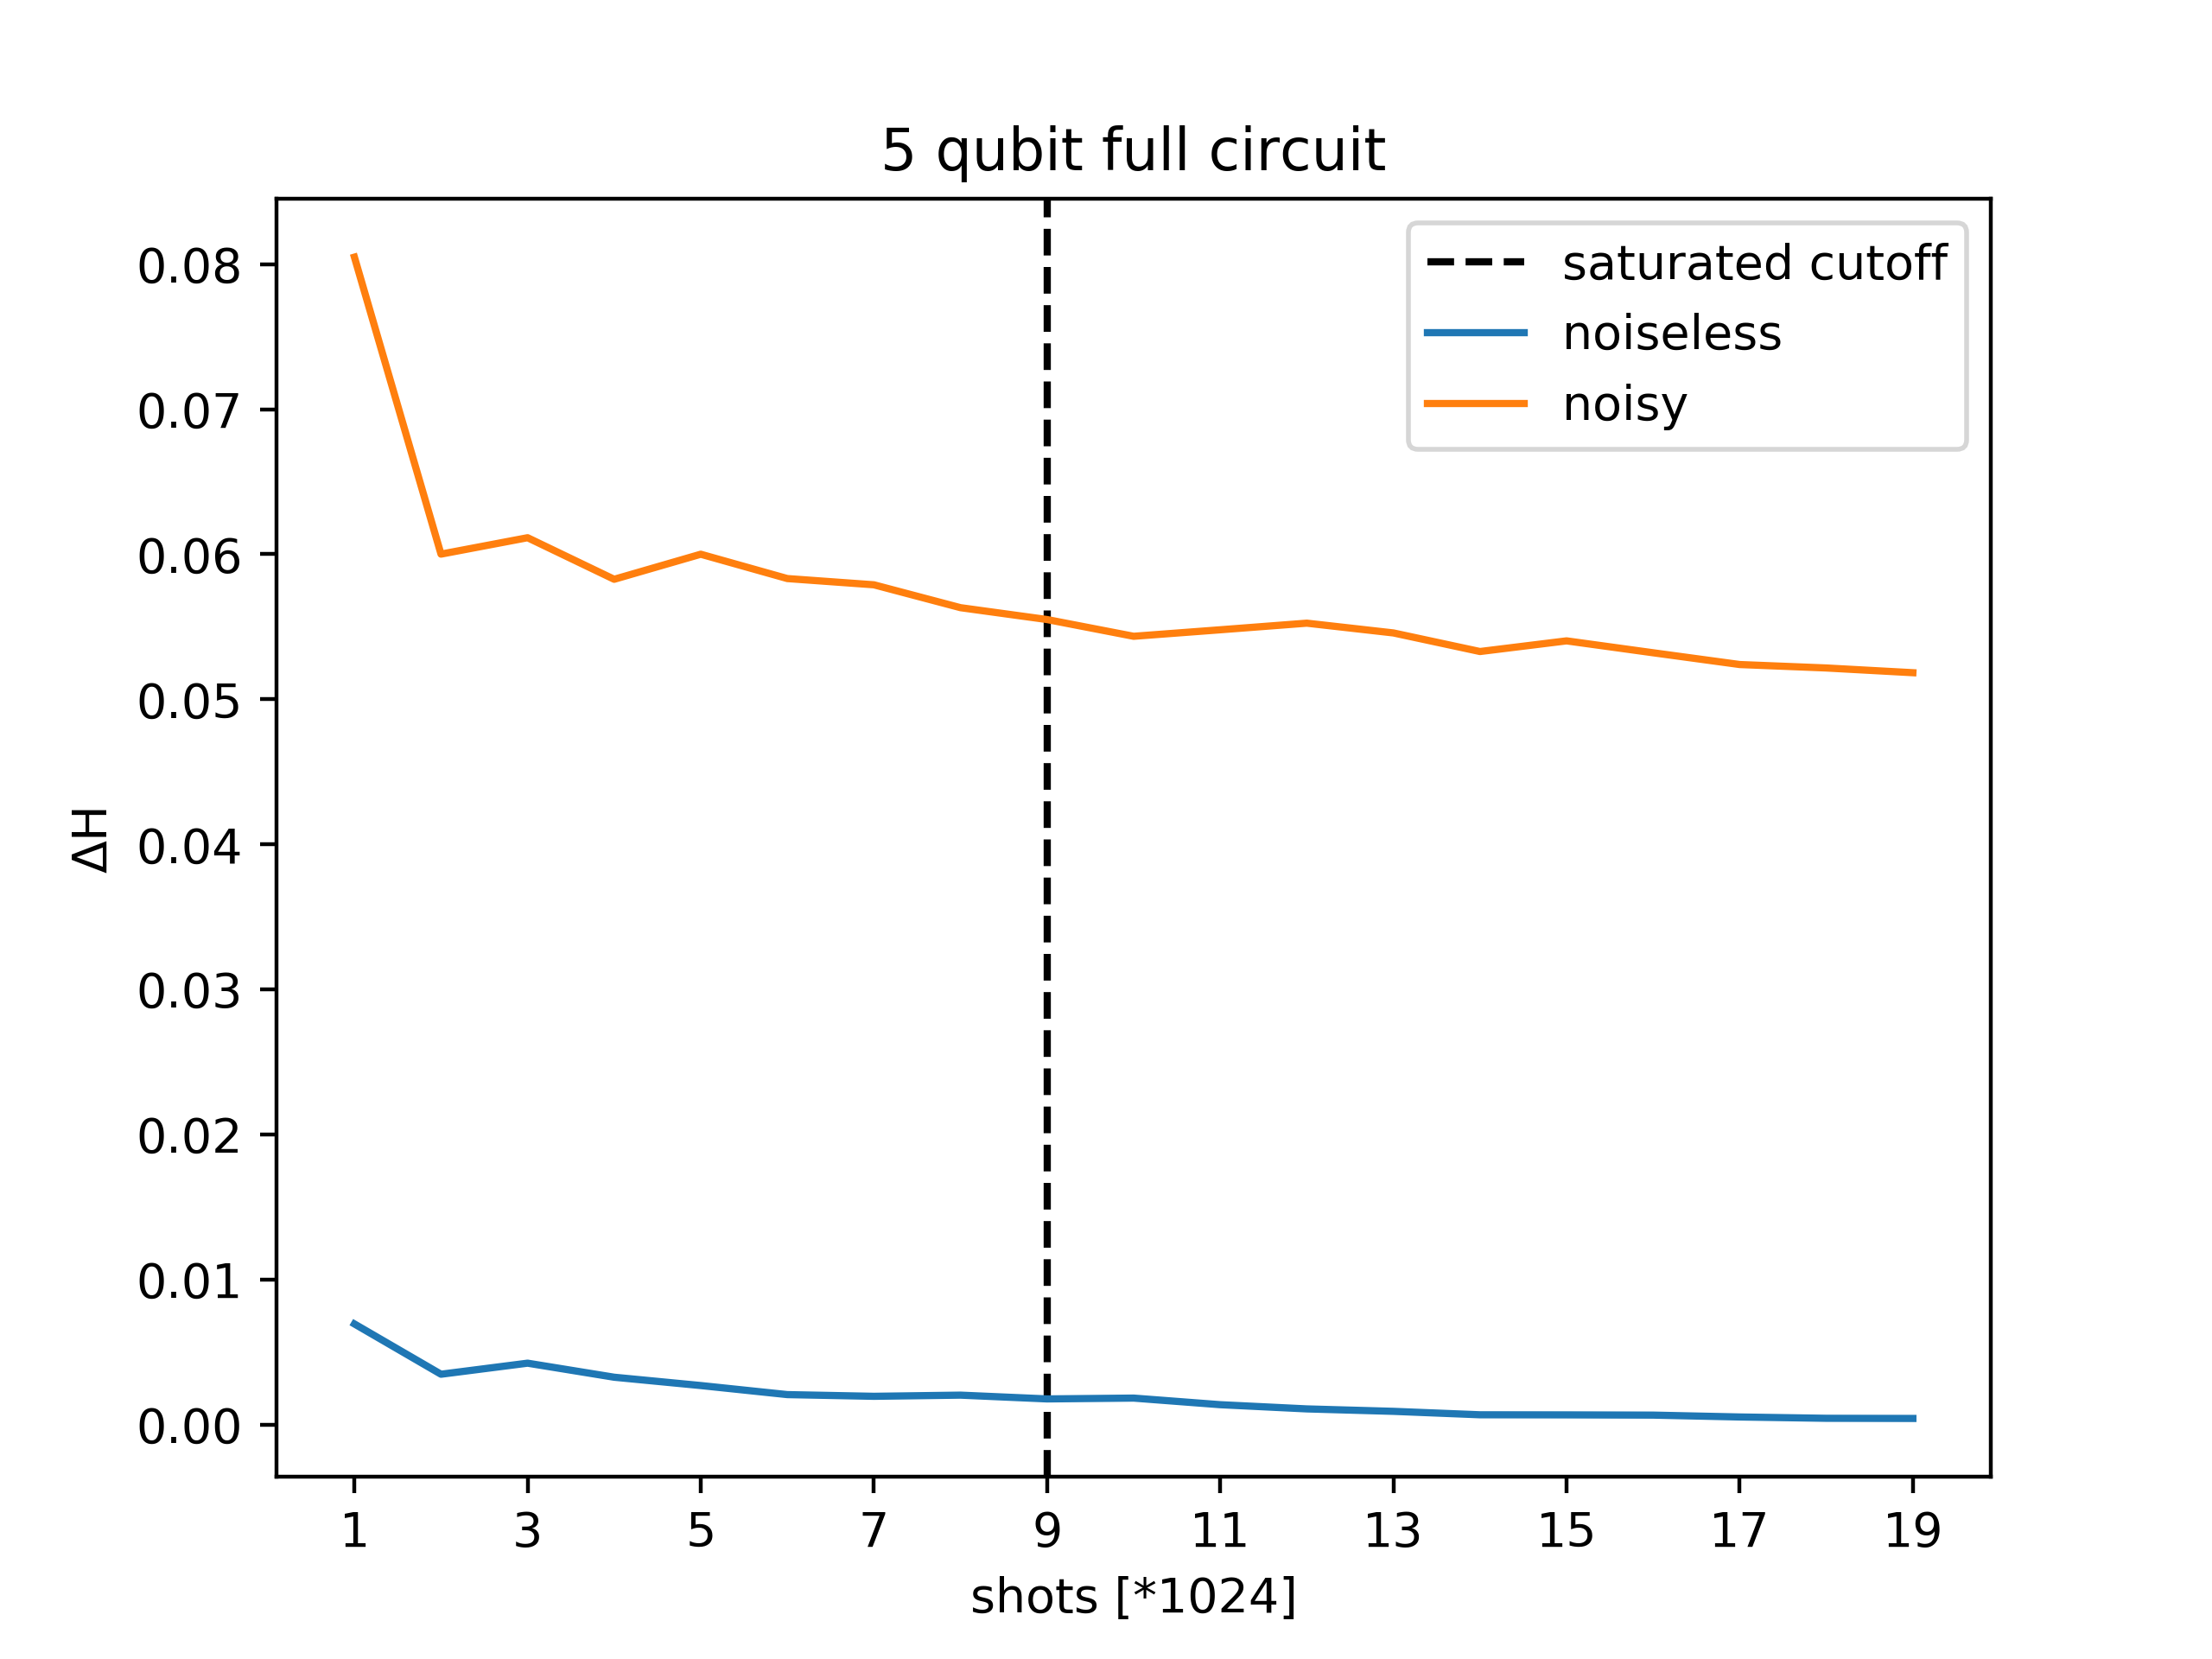 5 qubit full circuit
saturated cutoff
noiseless
noisy
0.08
0.07
0.06
0.05
0.04
0.03
0.02
0.01
0.00
ΔH
1 3 5 7 9 11 13 15 17 19
shots [*1024]